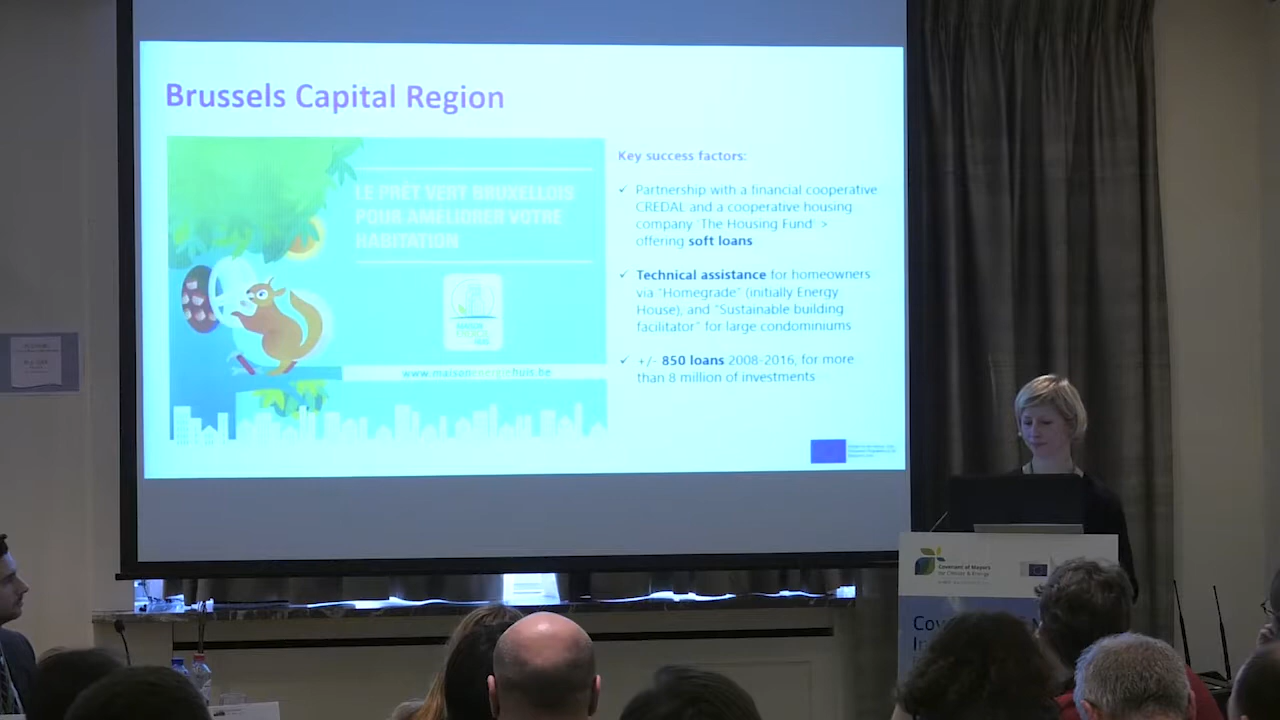 Brussels Capital Region
LE PRÊT VERT BRUXELLOIS
POUR AMÉLIORER VOTRE
HABITATION
www.maisonenergiehuis.be
Key success factors:
✓ Partnership with a financial cooperative
CREDAL and a cooperative housing
company 'The Housing Fund' >
offering soft loans
✓ Technical assistance for homeowners
via "Homegrade" (initially Energy
House), and "Sustainable building
facilitator" for large condominiums
✓ +/- 850 loans 2008-2016, for more
than 8 million of investments
Covenant of Mayors
for Climate & Energy